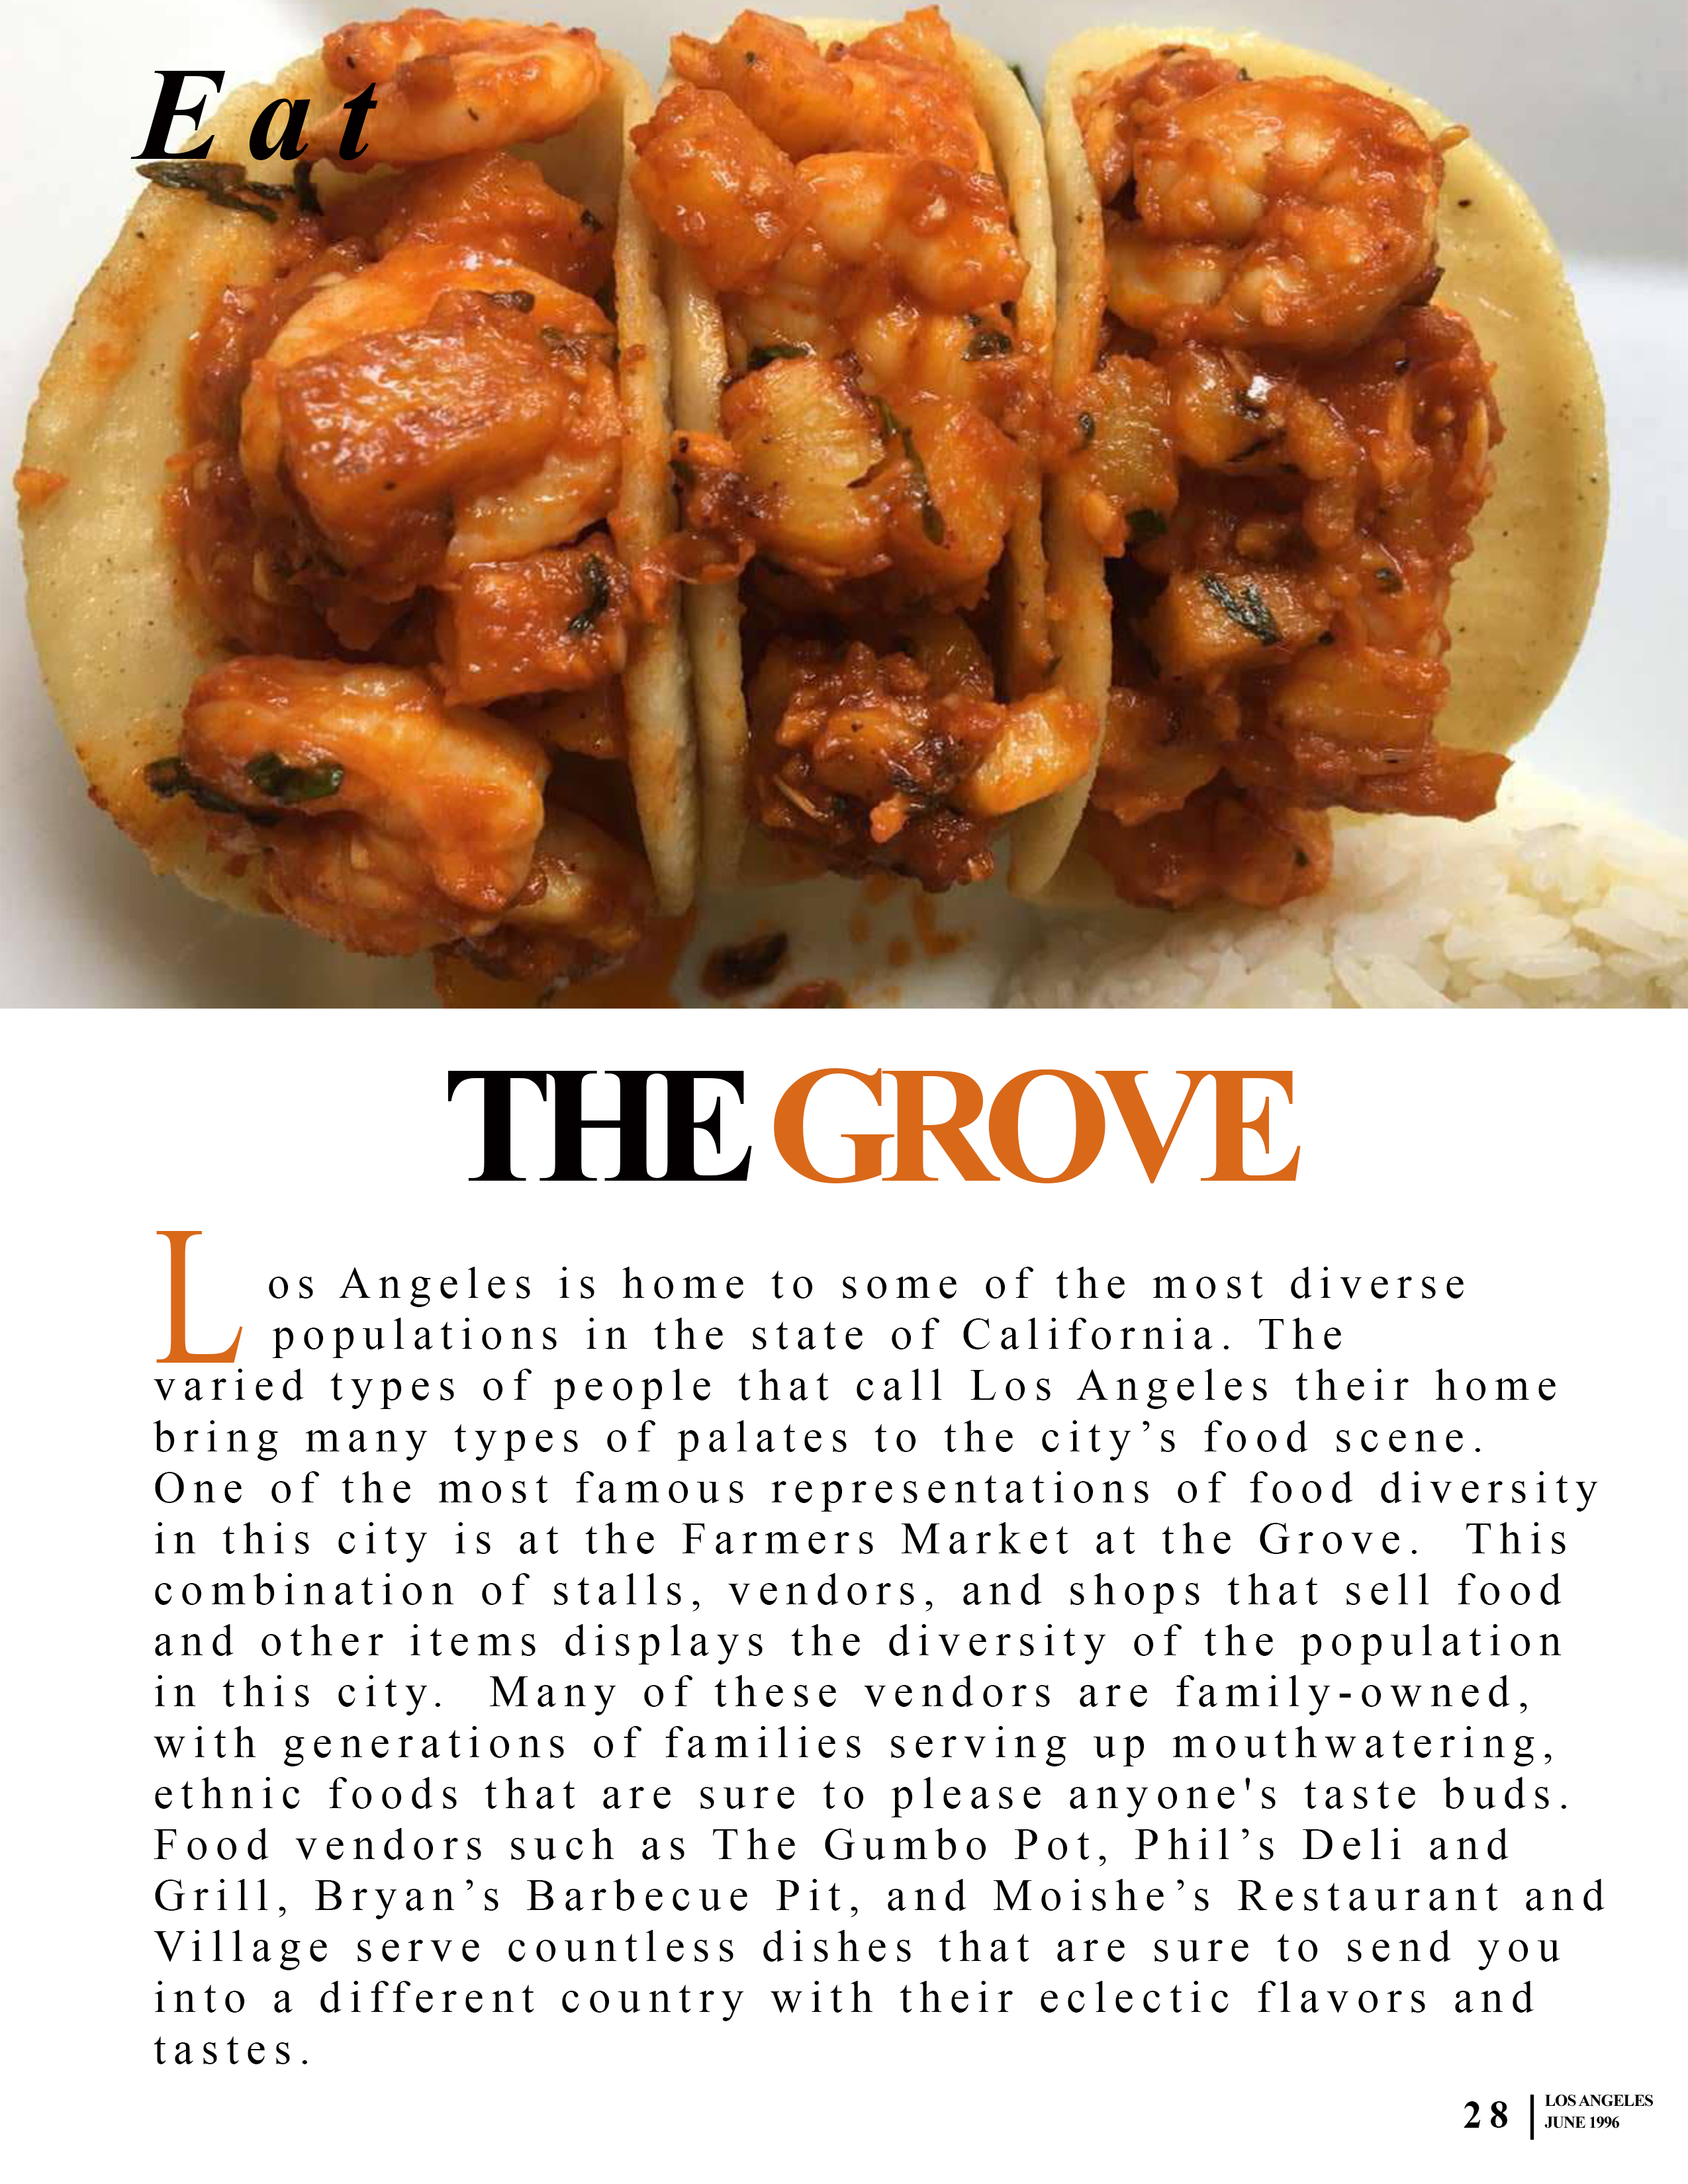 Eat
THE GROVE
Los Angeles is home to some of the most diverse
populations in the state of California. The
varied types of people that call Los Angeles their home
bring many types of palates to the city’s food scene.
One of the most famous representations of food diversity
in this city is at the Farmers Market at the Grove.  This
combination of stalls, vendors, and shops that sell food
and other items displays the diversity of the population
in this city.  Many of these vendors are family-owned,
with generations of families serving up mouthwatering,
ethnic foods that are sure to please anyone's taste buds.
Food vendors such as The Gumbo Pot, Phil’s Deli and
Grill, Bryan’s Barbecue Pit, and Moishe’s Restaurant and
Village serve countless dishes that are sure to send you
into a different country with their eclectic flavors and
tastes.
28
LOS ANGELES
JUNE 1996